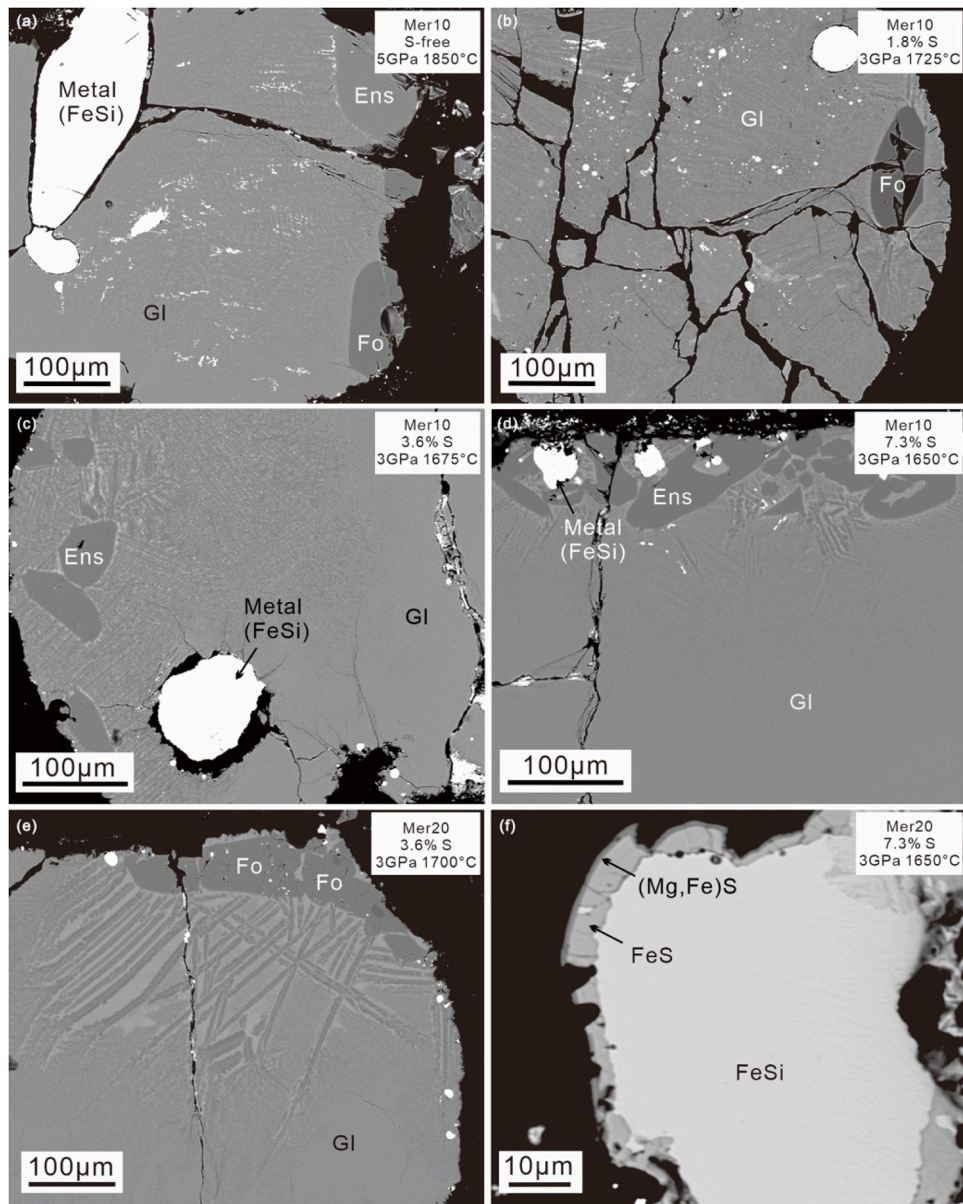 (a)
Mer10
S-free
5GPa 1850°C
Metal
(FeSi)
Ens
Gl
Fo
100μm
(b)
Mer10
1.8% S
3GPa 1725°C
Gl
Fo
100μm
(c)
Mer10
3.6% S
3GPa 1675°C
Ens
Metal
(FeSi)
Gl
100μm
(d)
Mer10
7.3% S
3GPa 1650°C
Ens
Metal
(FeSi)
Gl
100μm
(e)
Mer20
3.6% S
3GPa 1700°C
Fo
Fo
Gl
100μm
(f)
Mer20
7.3% S
3GPa 1650°C
(Mg,Fe)S
FeS
FeSi
10μm